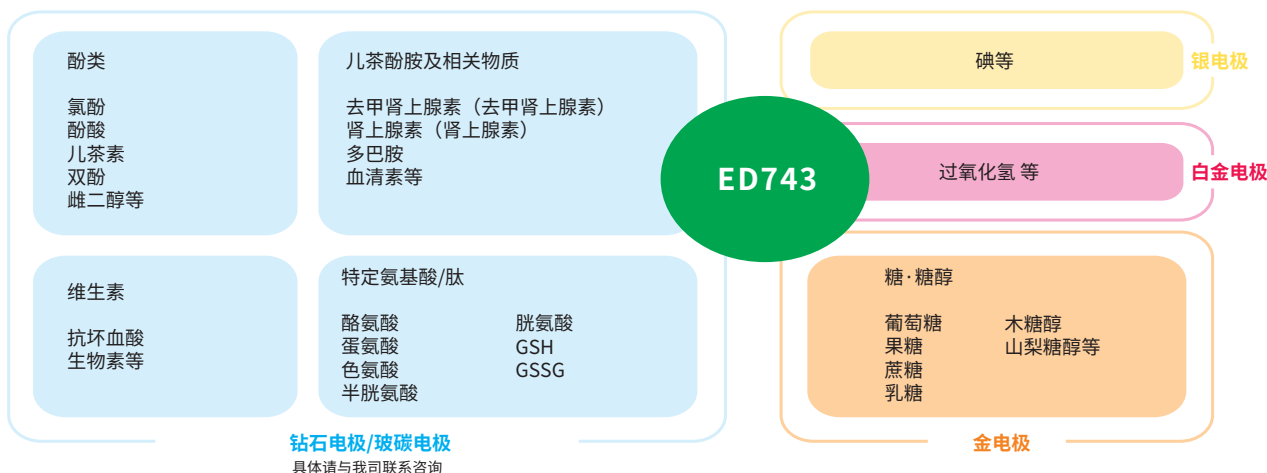 酚类
氯酚
酚酸
儿茶素
双酚
雌二醇等
儿茶酚胺及相关物质
去甲肾上腺素（去甲肾上腺素）
肾上腺素（肾上腺素）
多巴胺
血清素等
维生素
抗坏血酸
生物素等
特定氨基酸/肽
酪氨酸
蛋氨酸
色氨酸
半胱氨酸
胱氨酸
GSH
GSSG
钻石电极/玻碳电极
具体请与我司联系咨询
ED743
碘等
银电极
过氧化氢 等
白金电极
糖·糖醇
葡萄糖
果糖
蔗糖
乳糖
木糖醇
山梨糖醇等
金电极